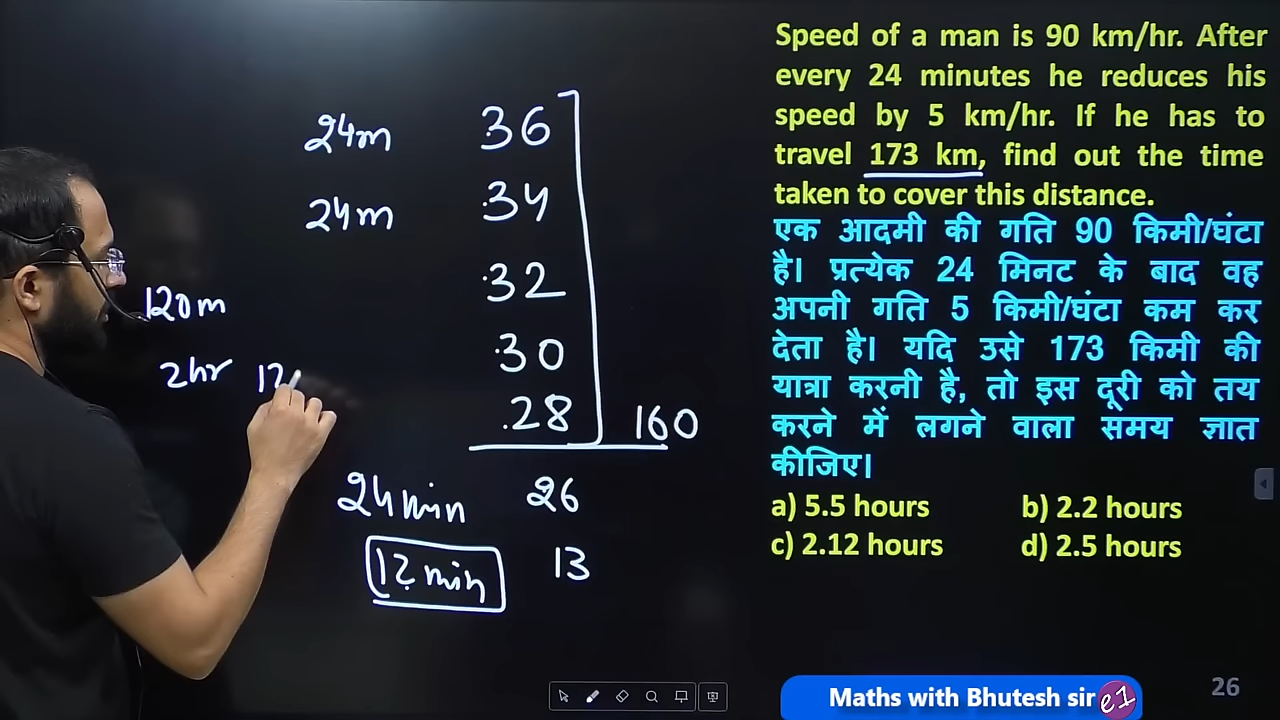 Speed of a man is 90 km/hr. After
every 24 minutes he reduces his
speed by 5 km/hr. If he has to
travel 173 km, find out the time
taken to cover this distance.
एक आदमी की गति 90 किमी/घंटा
है। प्रत्येक 24 मिनट के बाद वह
अपनी गति 5 किमी/घंटा कम कर
देता है। यदि उसे 173 किमी की
यात्रा करनी है, तो इस दूरी को तय
करने में लगने वाला समय ज्ञात
कीजिए।
a) 5.5 hours b) 2.2 hours
c) 2.12 hours d) 2.5 hours
24m 36
24m 34
32
120m
30
2hr 12
28 160
24min 26
12 min 13
Maths with Bhutesh sir e1
26